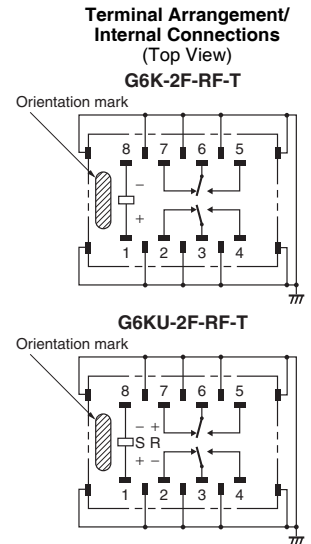 Terminal Arrangement/
Internal Connections
(Top View)
G6K-2F-RF-T
Orientation mark
8 7 6 5
−
+
1 2 3 4
G6KU-2F-RF-T
Orientation mark
8 7 6 5
− +
S R
+ −
1 2 3 4